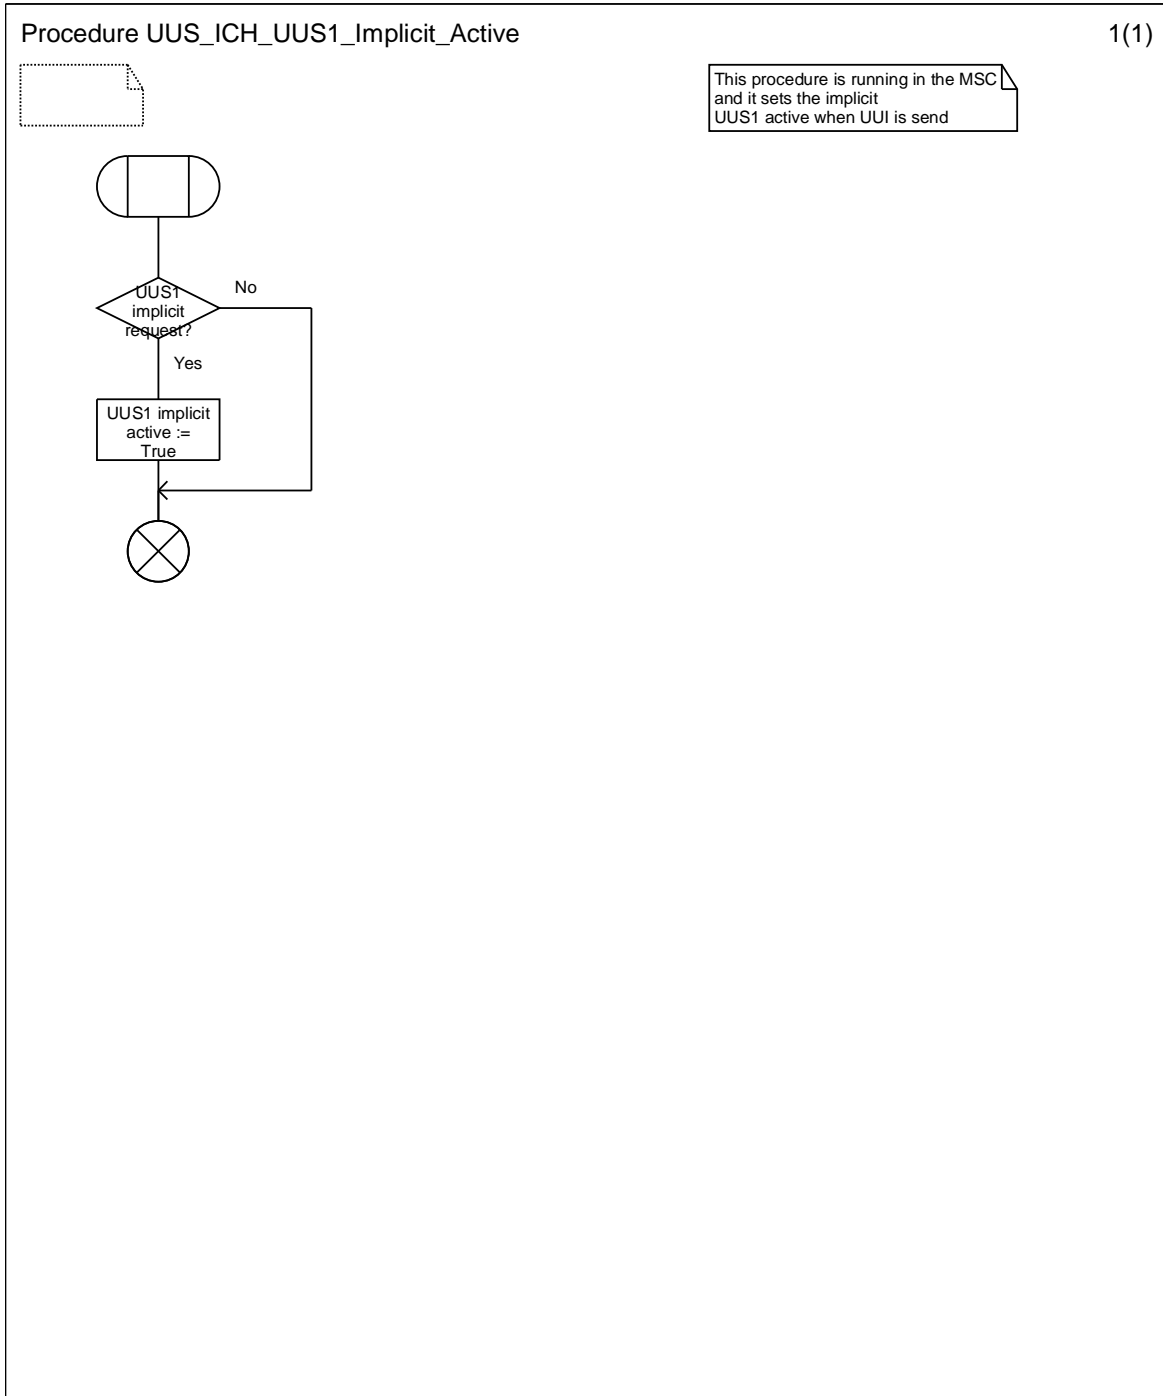 Procedure UUS_ICH_UUS1_Implicit_Active
1(1)
This procedure is running in the MSC
and it sets the implicit
UUS1 active when UUI is send
UUS1
implicit
request?
No
Yes
UUS1 implicit
active :=
True